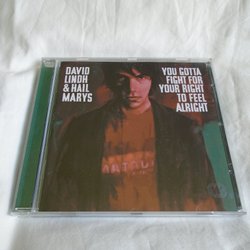 DAVID
LINDH
& HAIL
MARYS
YOU GOTTA
FIGHT FOR
YOUR RIGHT
TO FEEL
ALRIGHT